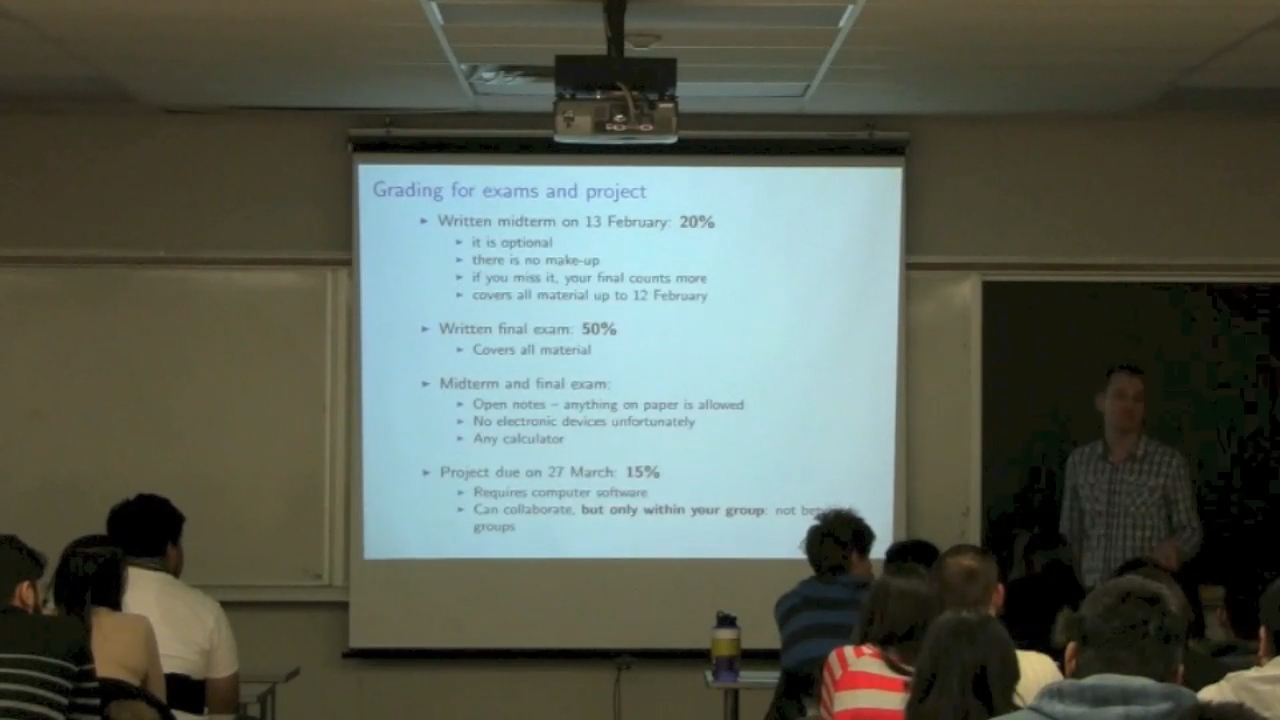 Grading for exams and project
► Written midterm on 13 February: 20%
► it is optional
► there is no make-up
► if you miss it, your final counts more
► covers all material up to 12 February
► Written final exam: 50%
► Covers all material
► Midterm and final exam:
► Open notes – anything on paper is allowed
► No electronic devices unfortunately
► Any calculator
► Project due on 27 March: 15%
► Requires computer software
► Can collaborate, but only within your group: not
groups